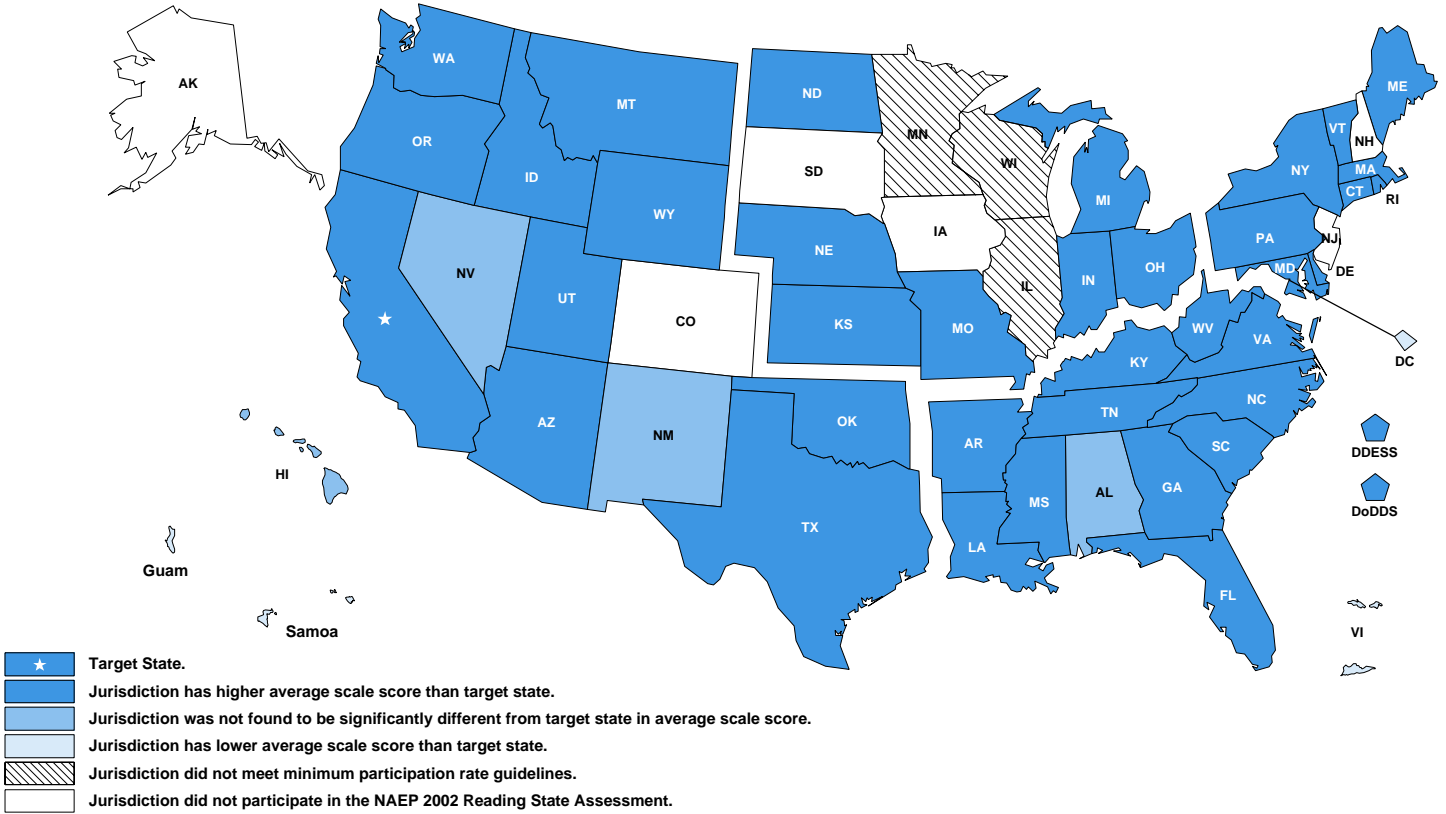 WA
MT
ND
ME
AK
VT
MN
OR
NH
WI
MA
ID
SD
NY
CT
RI
WY
MI
IA
PA
NJ
NE
OH
DE
NV
MD
IN
IL
UT
CO
KS
MO
WV
VA
KY
DC
NC
TN
AZ
NM
OK
AR
SC
DDESS
HI
AL
GA
MS
DoDDS
TX
LA
Guam
FL
Samoa
VI
Target State.
Jurisdiction has higher average scale score than target state.
Jurisdiction was not found to be significantly different from target state in average scale score.
Jurisdiction has lower average scale score than target state.
Jurisdiction did not meet minimum participation rate guidelines.
Jurisdiction did not participate in the NAEP 2002 Reading State Assessment.